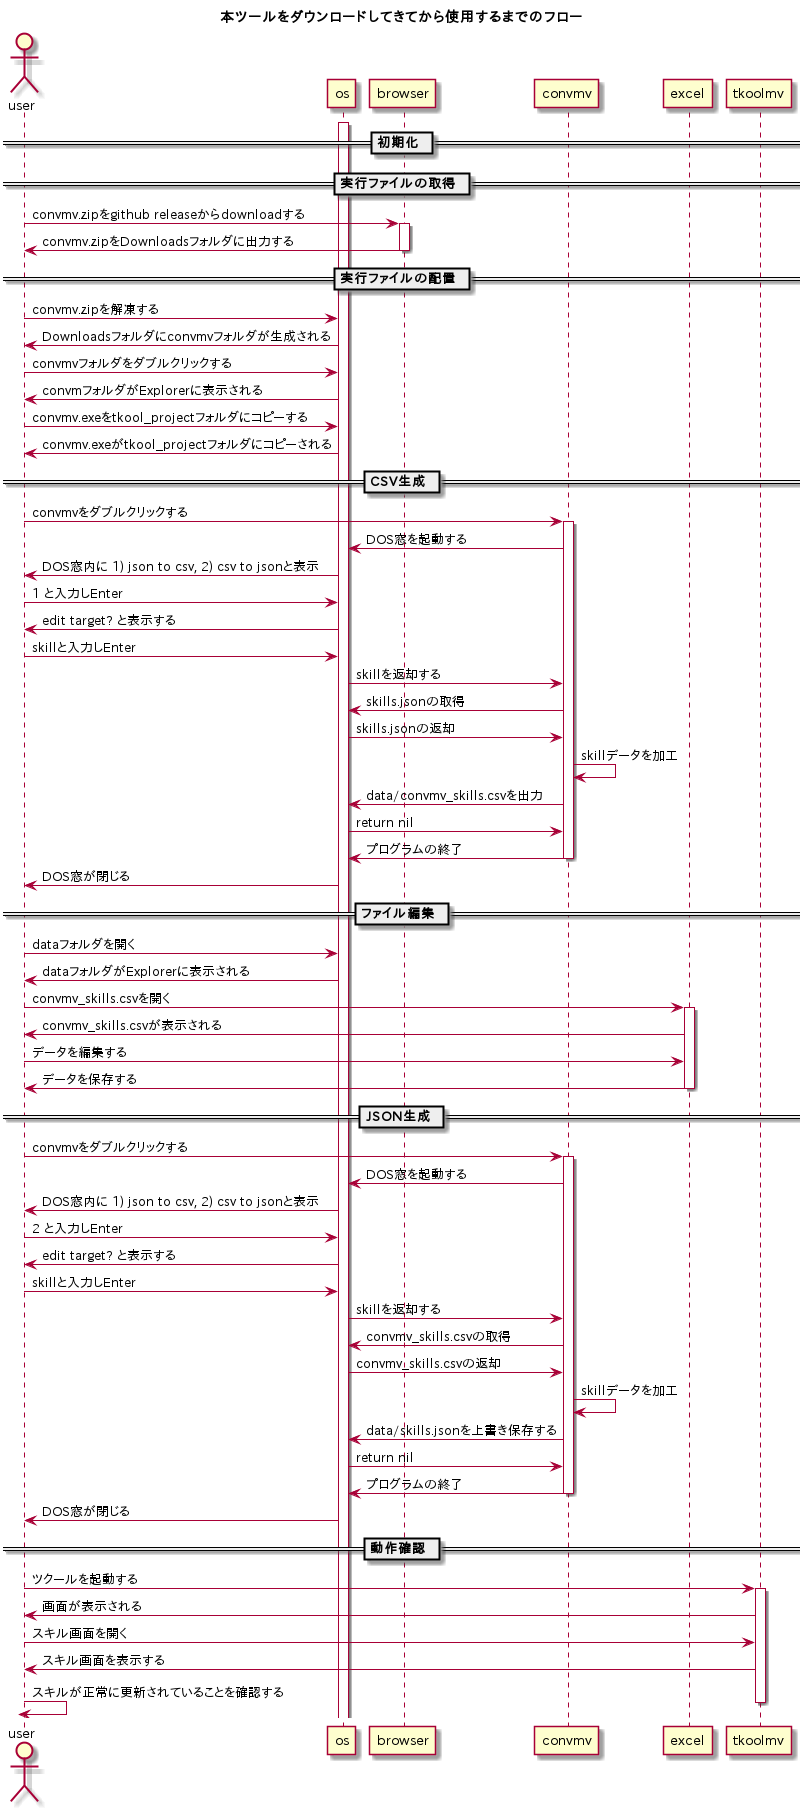 本ツールをダウンロードしてきてから使用するまでのフロー
user
os
browser
convmv
excel
tkoolmv
初期化
実行ファイルの取得
convmv.zipをgithub releaseからdownloadする
convmv.zipをDownloadsフォルダに出力する
実行ファイルの配置
convmv.zipを解凍する
Downloadsフォルダにconvmvフォルダが生成される
convmvフォルダをダブルクリックする
convmフォルダがExplorerに表示される
convmv.exeをtkool_projectフォルダにコピーする
convmv.exeがtkool_projectフォルダにコピーされる
CSV生成
convmvをダブルクリックする
DOS窓を起動する
DOS窓内に 1) json to csv, 2) csv to jsonと表示
1 と入力しEnter
edit target? と表示する
skillと入力しEnter
skillを返却する
skills.jsonの取得
skills.jsonの返却
skillデータを加工
data/convmv_skills.csvを出力
return nil
プログラムの終了
DOS窓が閉じる
ファイル編集
dataフォルダを開く
dataフォルダがExplorerに表示される
convmv_skills.csvを開く
convmv_skills.csvが表示される
データを編集する
データを保存する
JSON生成
convmvをダブルクリックする
DOS窓を起動する
DOS窓内に 1) json to csv, 2) csv to jsonと表示
2 と入力しEnter
edit target? と表示する
skillと入力しEnter
skillを返却する
convmv_skills.csvの取得
convmv_skills.csvの返却
skillデータを加工
data/skills.jsonを上書き保存する
return nil
プログラムの終了
DOS窓が閉じる
動作確認
ツクールを起動する
画面が表示される
スキル画面を開く
スキル画面を表示する
スキルが正常に更新されていることを確認する
user
os
browser
convmv
excel
tkoolmv